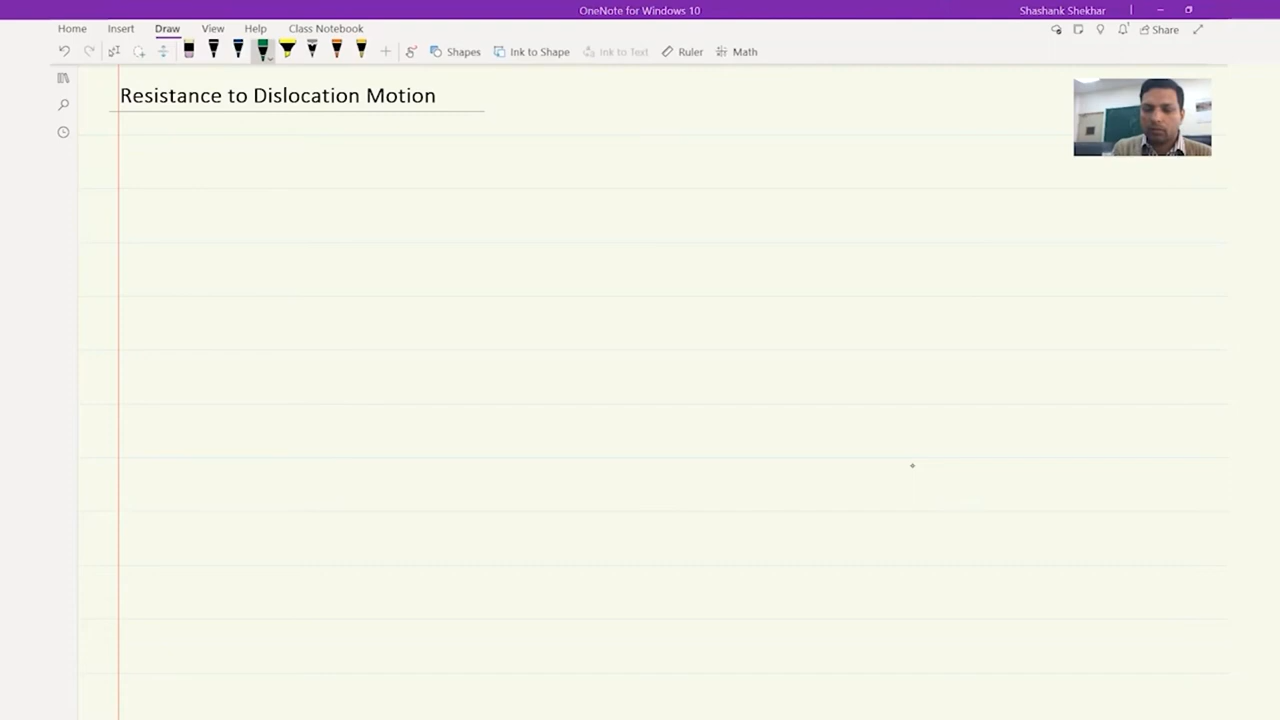 OneNote for Windows 10
Shashank Shekhar
Home Insert Draw View Help Class Notebook
Share
Shapes Ink to Shape Ink to Text Ruler Math
Resistance to Dislocation Motion